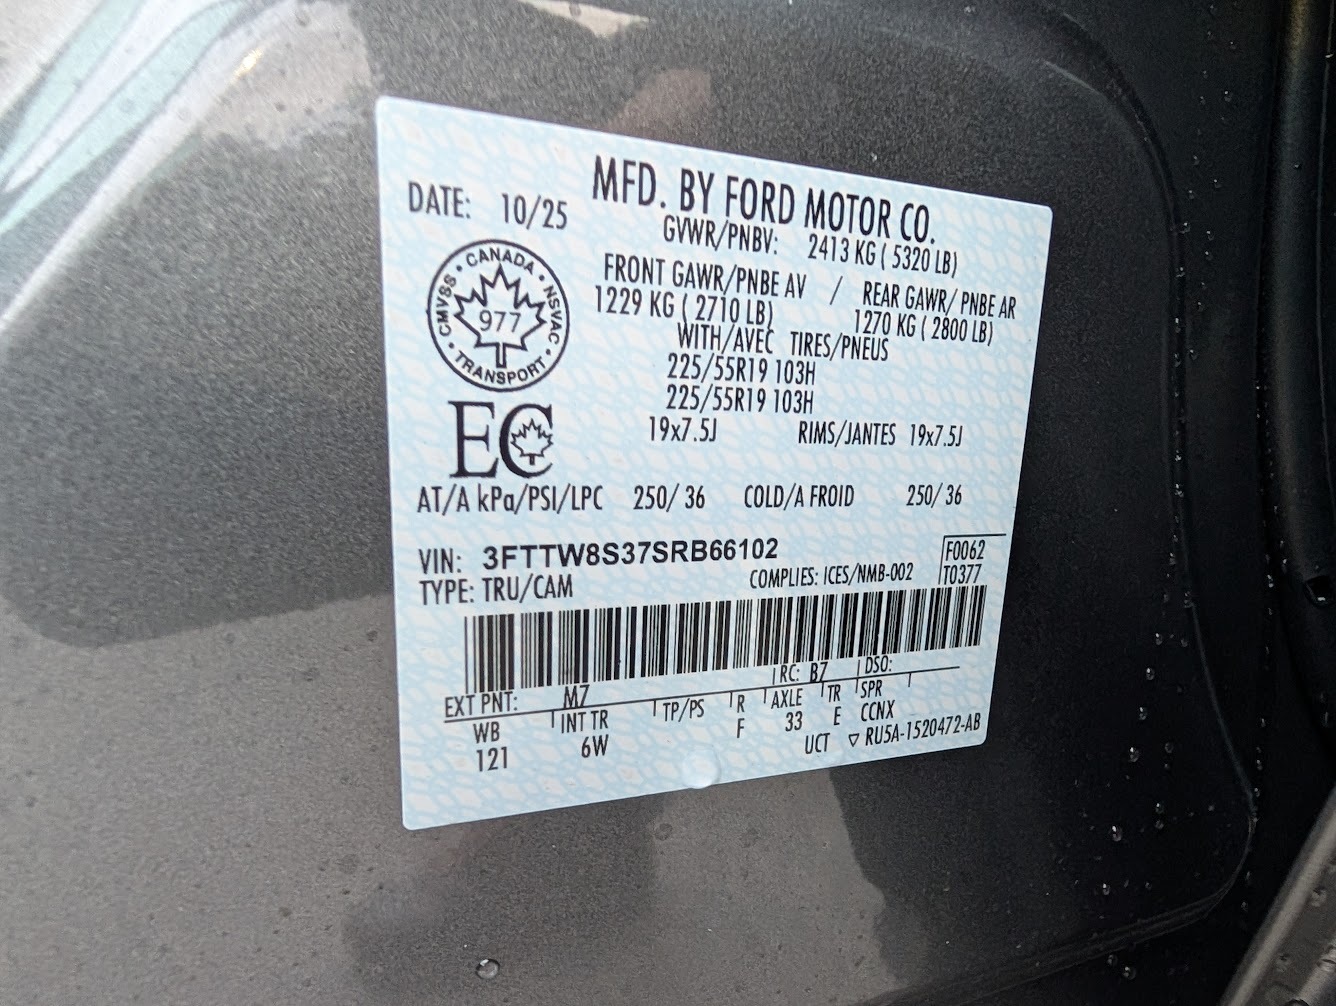 MFD. BY FORD MOTOR CO.
DATE: 10/25
GVWR/PNBV: 2413 KG ( 5320 LB)
FRONT GAWR/PNBE AV / REAR GAWR/ PNBE AR
1229 KG ( 2710 LB) 1270 KG ( 2800 LB)
WITH/AVEC TIRES/PNEUS
225/55R19 103H
225/55R19 103H
19x7.5J RIMS/JANTES 19x7.5J
CANADA
CMVSS • NSVAC
977
TRANSPORT
EC
AT/A kPa/PSI/LPC 250/ 36 COLD/A FROID 250/ 36
VIN: 3FTTW8S37SRB66102
F0062
TYPE: TRU/CAM COMPLIES: ICES/NMB-002 T0377
EXT PNT: M7 RC: B7 DSO:
WB INT TR TP/PS R AXLE TR SPR
121 6W F 33 E CCNX
UCT ▽ RU5A-1520472-AB